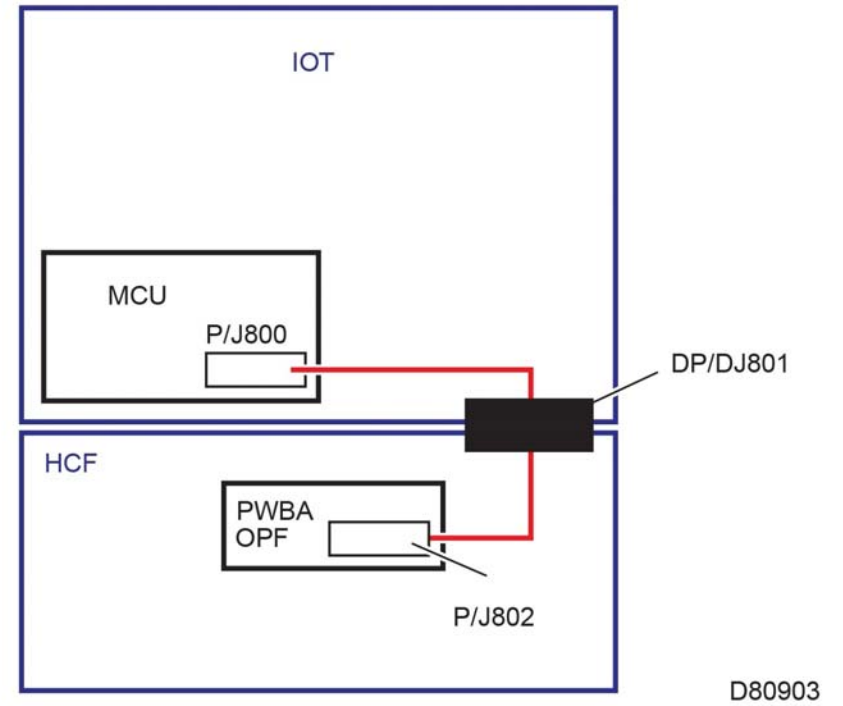 IOT
MCU
P/J800
DP/DJ801
HCF
PWBA
OPF
P/J802
D80903